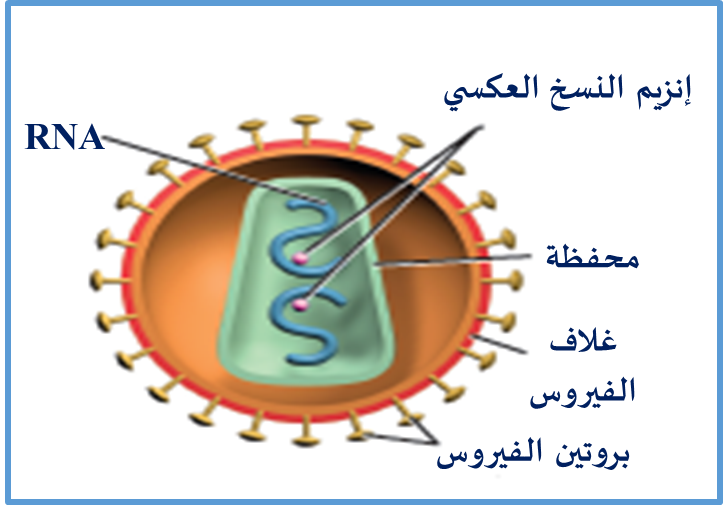 إنزيم النسخ العكسي
RNA
محفظة
غلاف
الفيروس
بروتين الفيروس